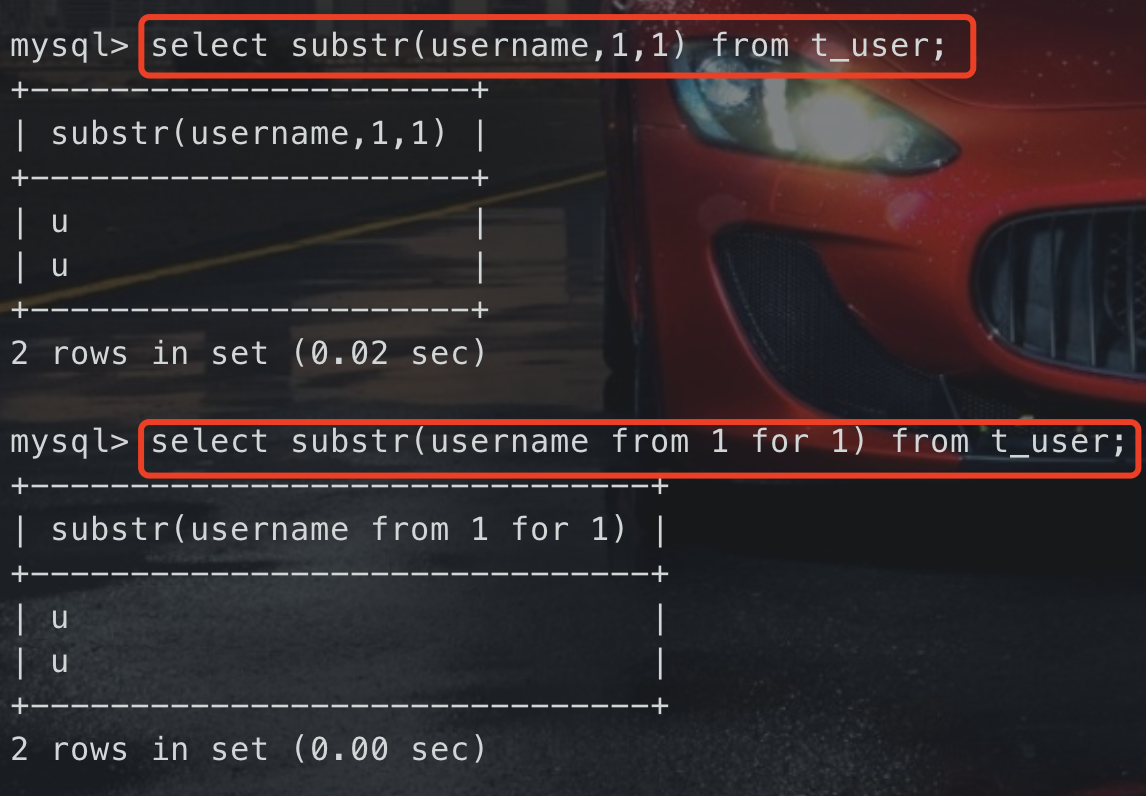 mysql> select substr(username,1,1) from t_user;
+----------------------+
| substr(username,1,1) |
+----------------------+
| u                    |
| u                    |
+----------------------+
2 rows in set (0.02 sec)
mysql> select substr(username from 1 for 1) from t_user;
+-------------------------------+
| substr(username from 1 for 1) |
+-------------------------------+
| u                             |
| u                             |
+-------------------------------+
2 rows in set (0.00 sec)